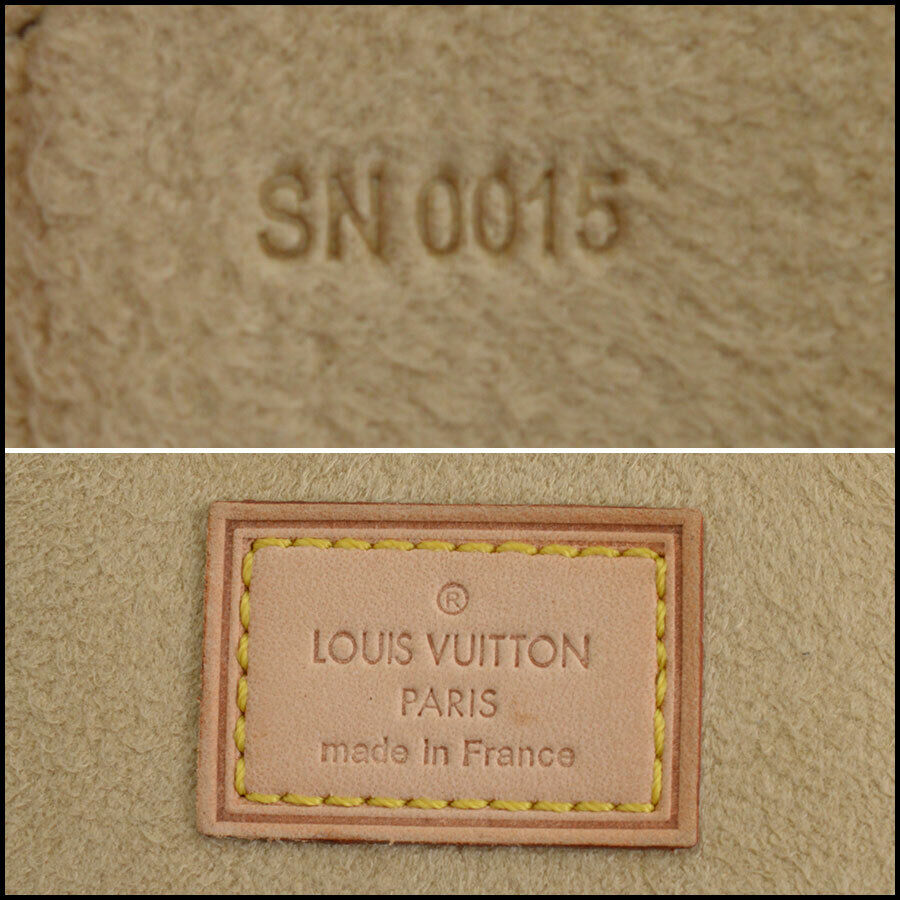 SN 0015
®
LOUIS VUITTON
PARIS
made in France